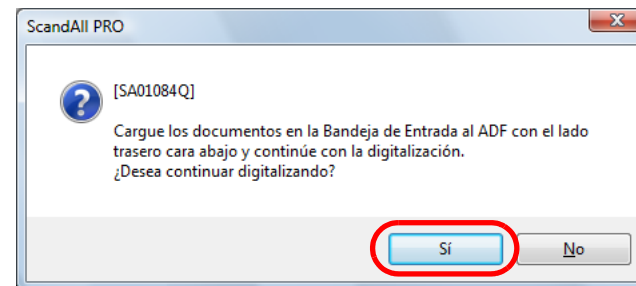 ScandAll PRO
[SA01084Q]
Cargue los documentos en la Bandeja de Entrada al ADF con el lado
trasero cara abajo y continúe con la digitalización.
¿Desea continuar digitalizando?
Sí
No